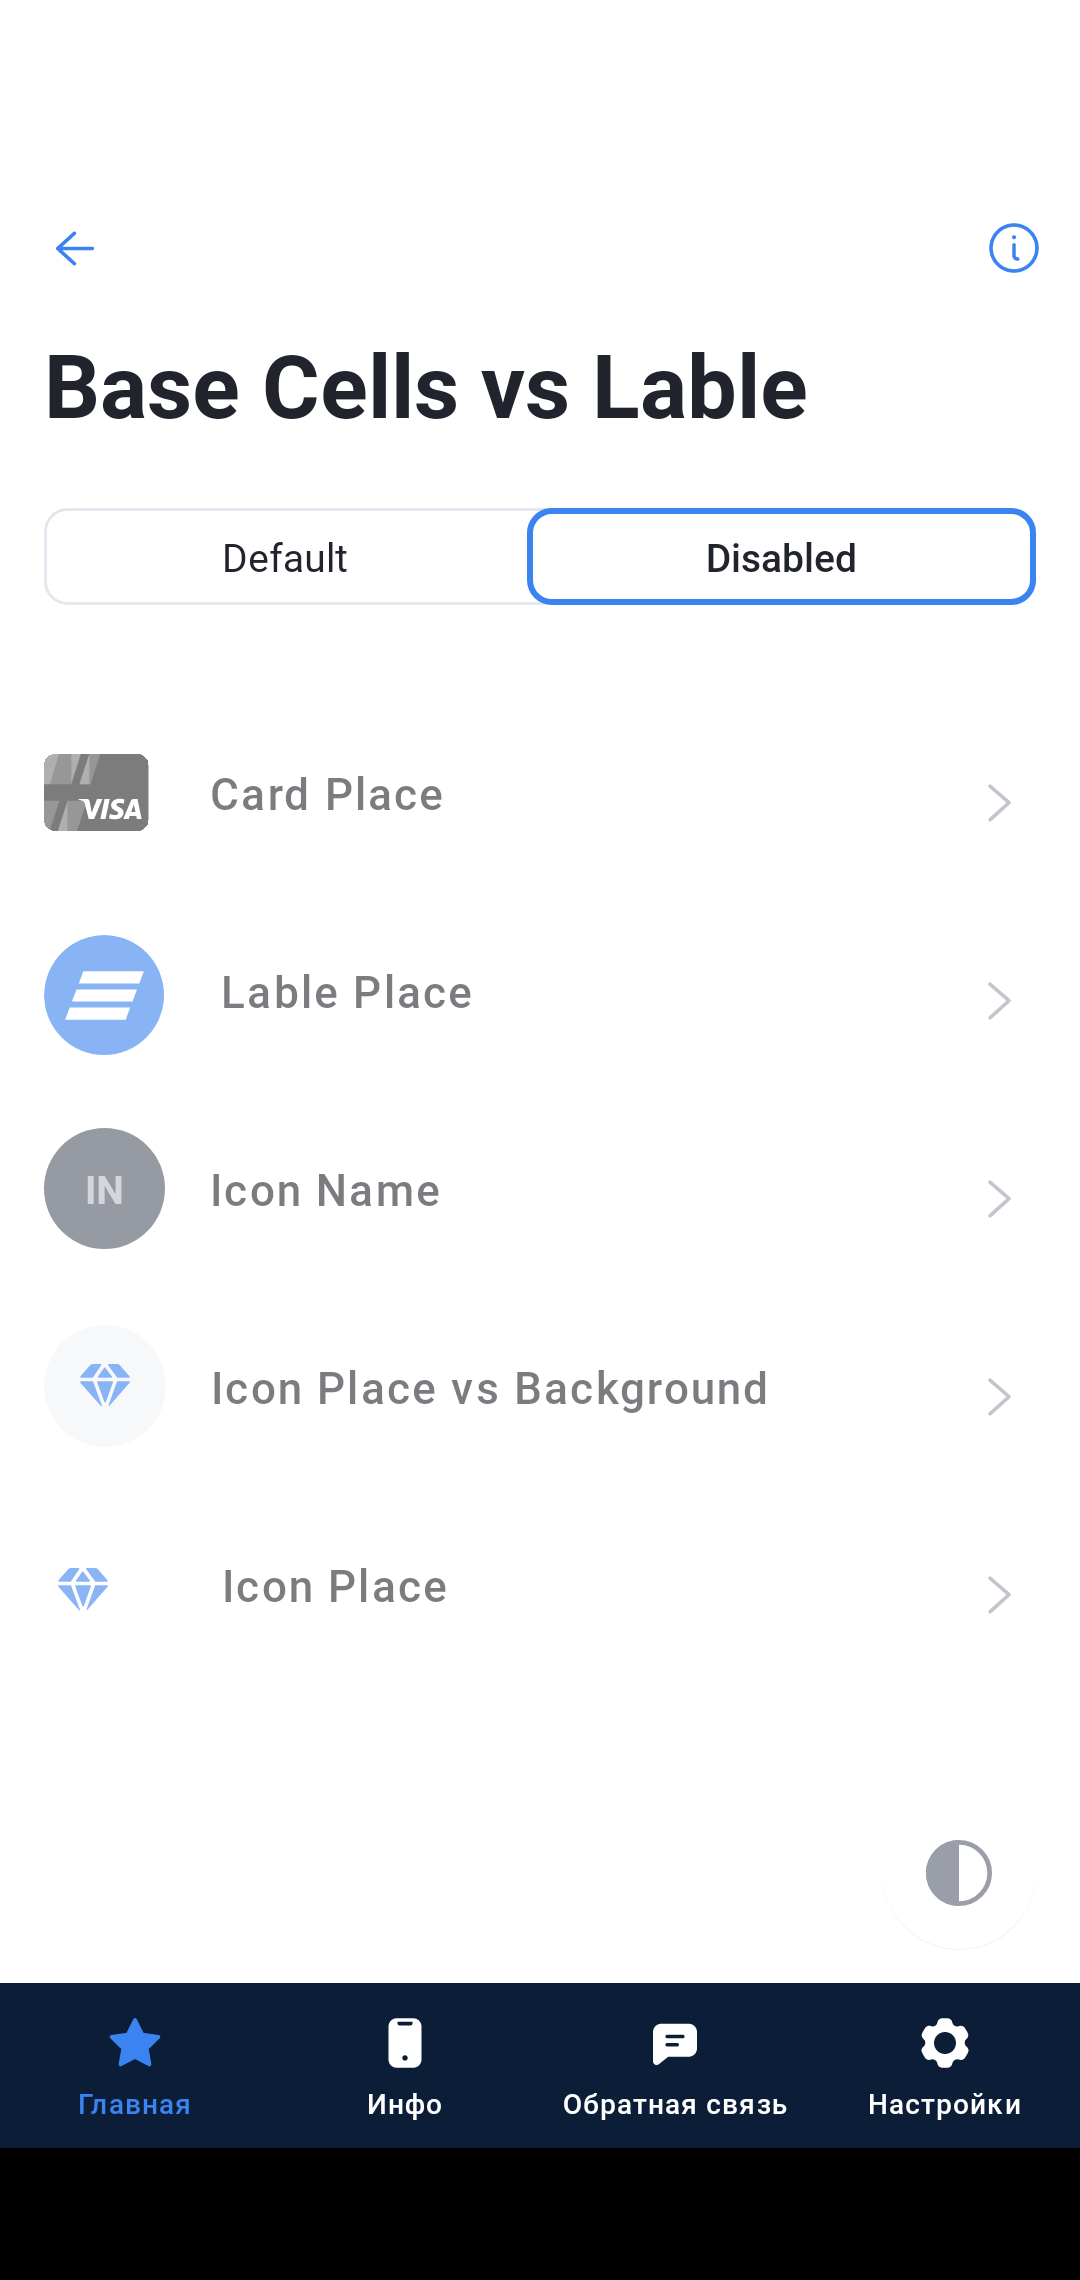 Base Cells vs Lable
Default
Disabled
VISA
Card Place
Lable Place
IN
Icon Name
Icon Place vs Background
Icon Place
Главная
Инфо
Обратная связь
Настройки